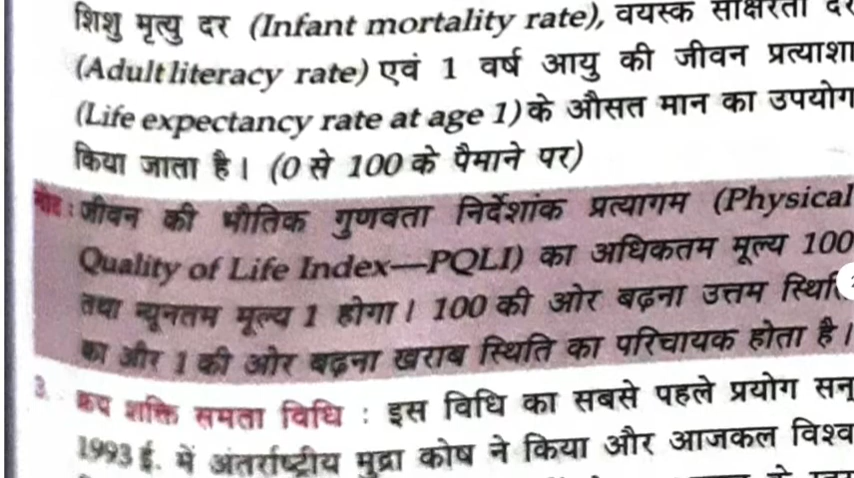 शिशु मृत्यु दर (Infant mortality rate), वयस्क साक्षरता दर
(Adult literacy rate) एवं 1 वर्ष आयु की जीवन प्रत्याशा
(Life expectancy rate at age 1) के औसत मान का उपयोग
किया जाता है। (0 से 100 के पैमाने पर)
नोट : जीवन की भौतिक गुणवता निर्देशांक प्रत्यागम (Physical
Quality of Life Index—PQLI) का अधिकतम मूल्य 100
तथा न्यूनतम मूल्य 1 होगा। 100 की ओर बढ़ना उत्तम स्थिति
का और 1 की ओर बढ़ना खराब स्थिति का परिचायक होता है।
3. क्रय शक्ति समता विधि : इस विधि का सबसे पहले प्रयोग सन्
1993 ई. में अंतर्राष्ट्रीय मुद्रा कोष ने किया और आजकल विश्व